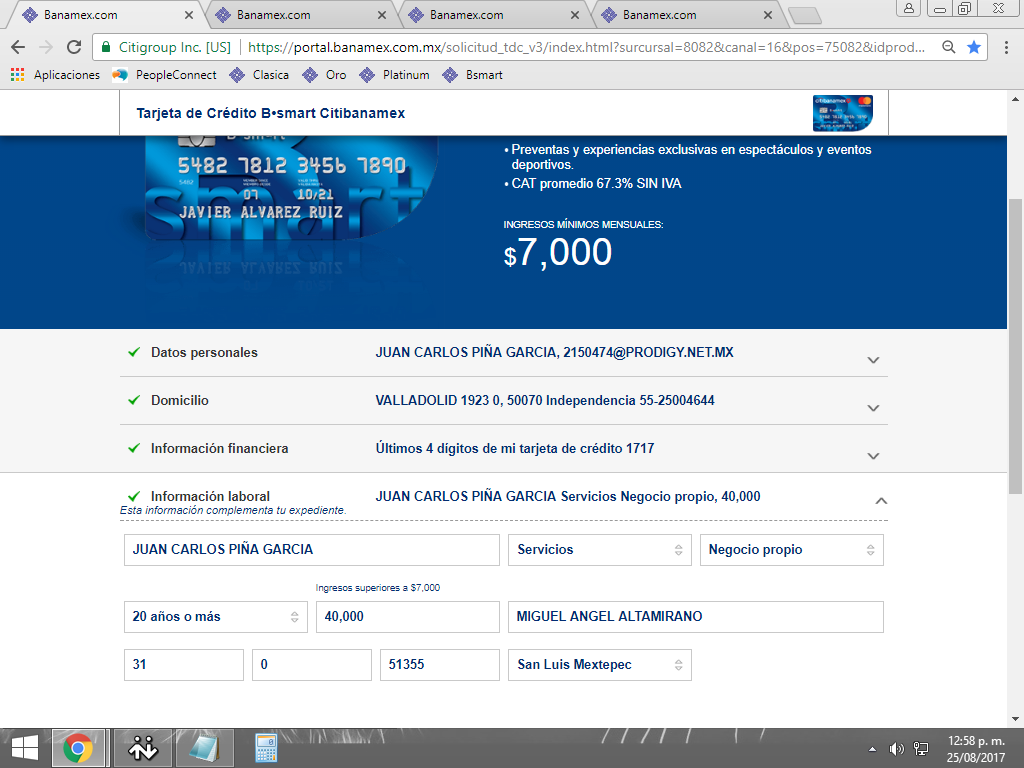 Banamex.com
Banamex.com
Banamex.com
Banamex.com
Citigroup Inc. [US]
https://portal.banamex.com.mx/solicitud_tdc_v3/index.html?surcursal=8082&canal=16&pos=75082&idprod...
Aplicaciones
PeopleConnect
Clasica
Oro
Platinum
Bsmart
Tarjeta de Crédito B•smart Citibanamex
5482 7812 3456 7890
5482
07 10/21
JAVIER ALVAREZ RUIZ
• Preventas y experiencias exclusivas en espectáculos y eventos
deportivos.
• CAT promedio 67.3% SIN IVA
INGRESOS MÍNIMOS MENSUALES:
$7,000
Datos personales
JUAN CARLOS PIÑA GARCIA, 2150474@PRODIGY.NET.MX
Domicilio
VALLADOLID 1923 0, 50070 Independencia 55-25004644
Información financiera
Últimos 4 dígitos de mi tarjeta de crédito 1717
Información laboral
JUAN CARLOS PIÑA GARCIA Servicios Negocio propio, 40,000
Esta información complementa tu expediente.
JUAN CARLOS PIÑA GARCIA
Servicios
Negocio propio
Ingresos superiores a $7,000
20 años o más
40,000
MIGUEL ANGEL ALTAMIRANO
31
0
51355
San Luis Mextepec
12:58 p. m.
25/08/2017